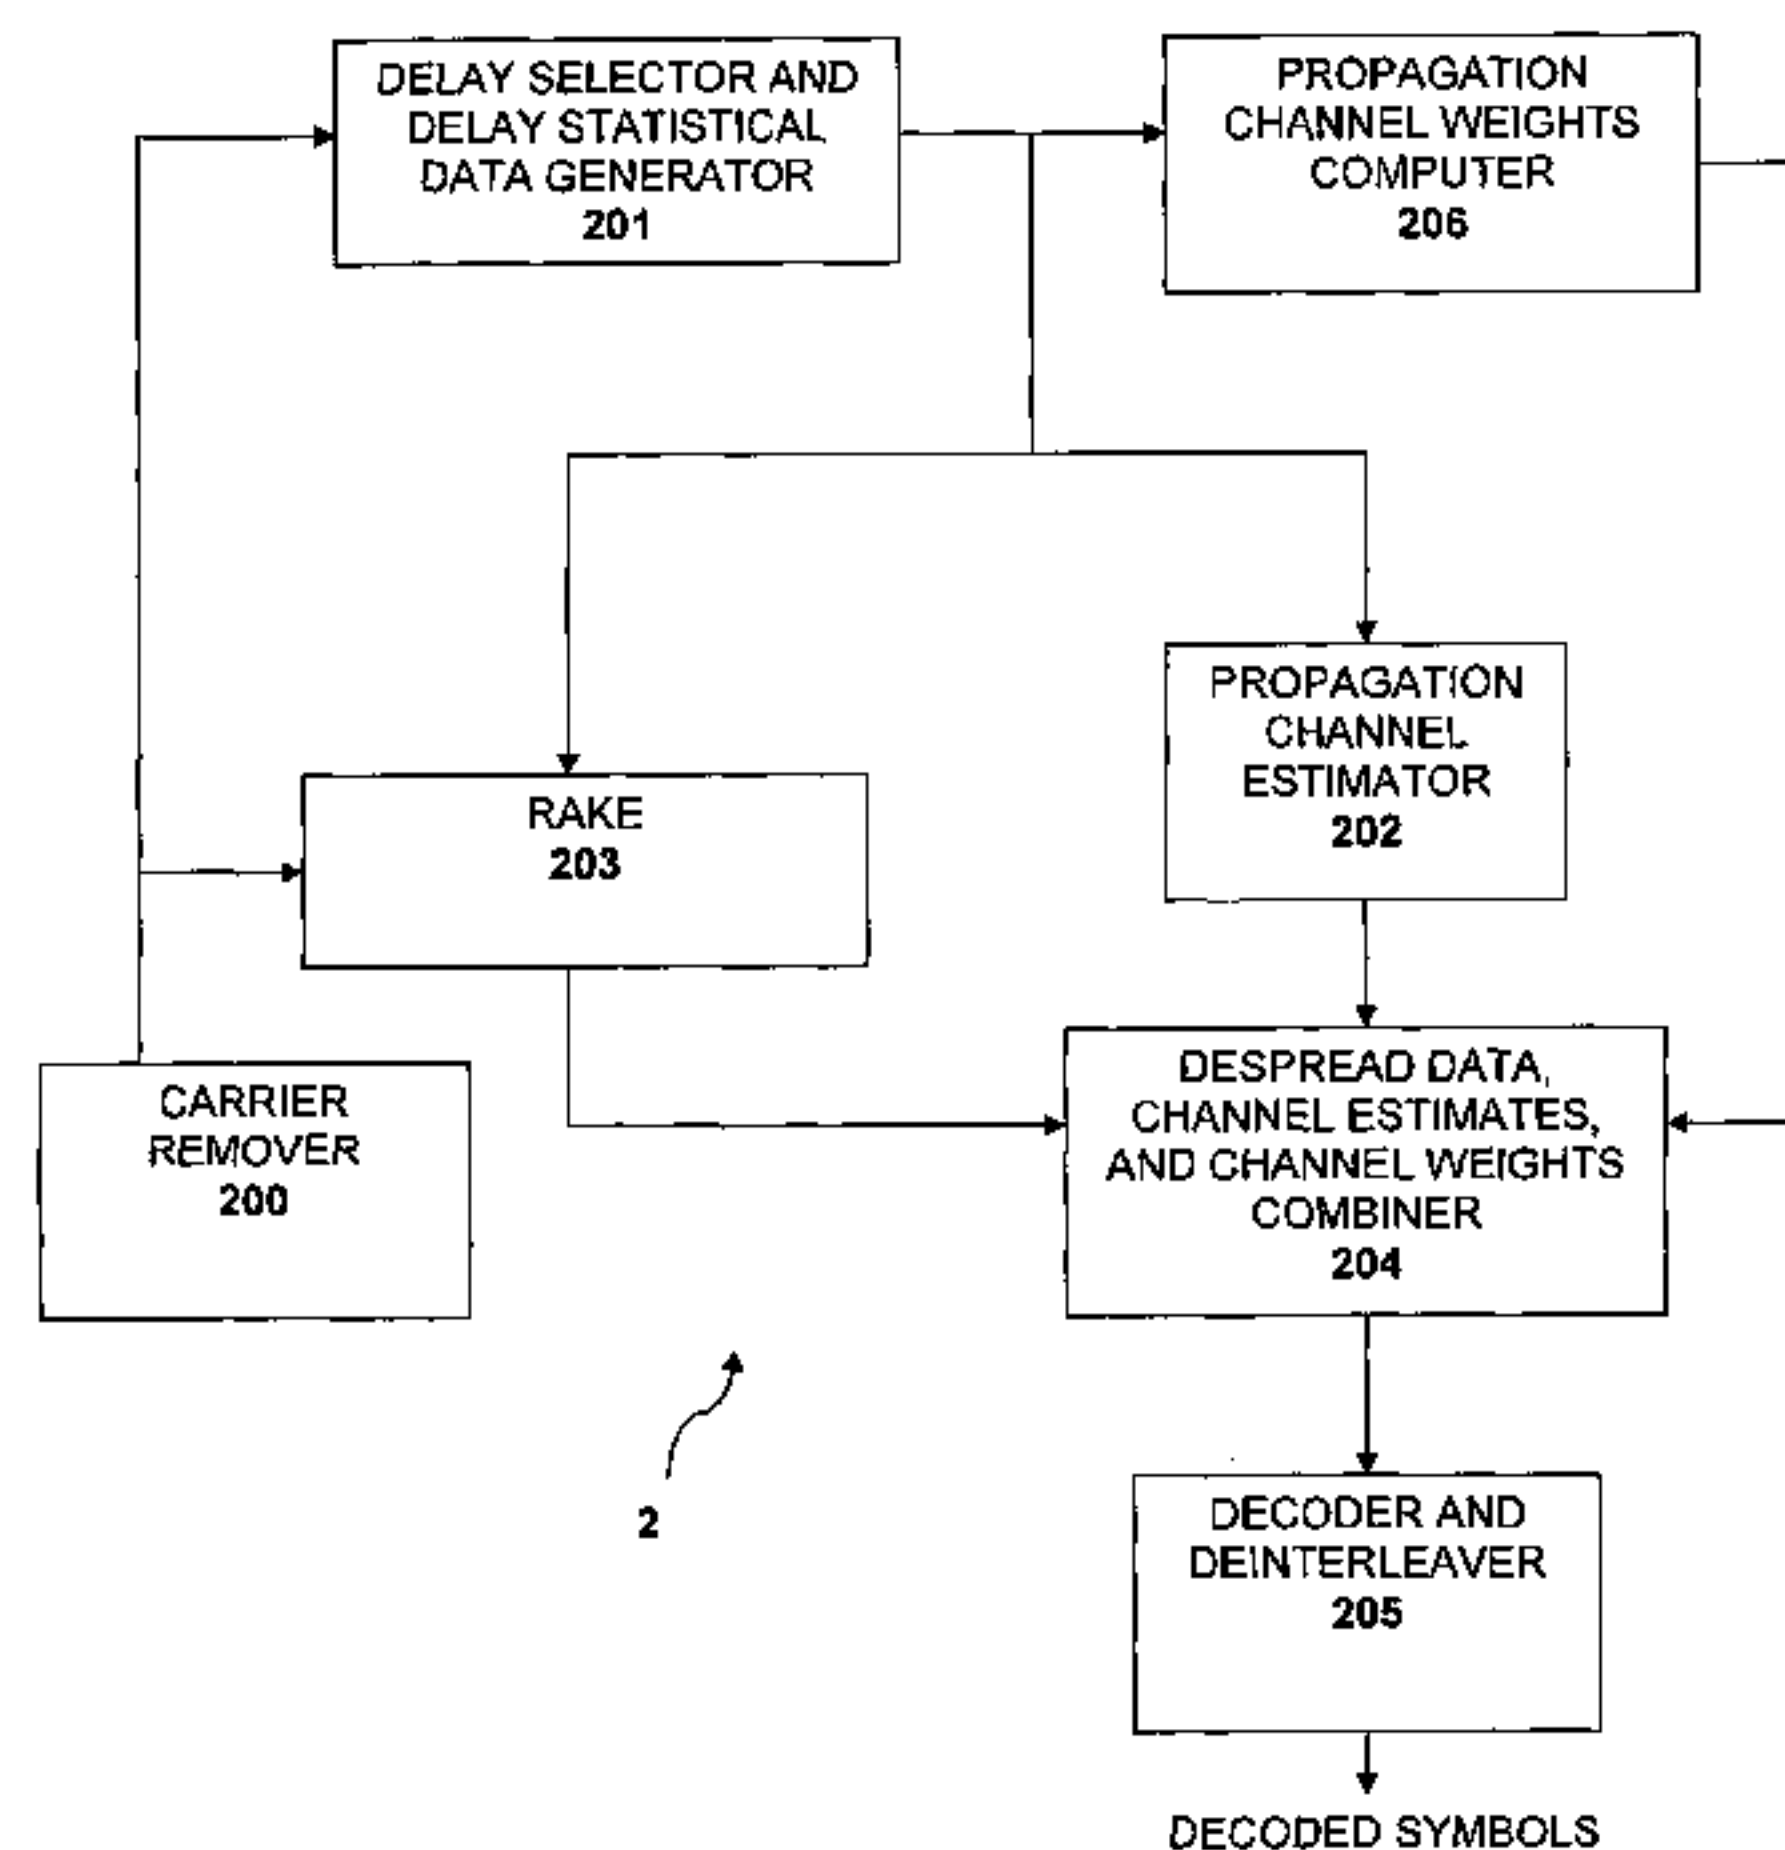 DELAY SELECTOR AND
DELAY STATISTICAL
DATA GENERATOR
201
PROPAGATION
CHANNEL WEIGHTS
COMPUTER
206
PROPAGATION
CHANNEL
ESTIMATOR
202
RAKE
203
CARRIER
REMOVER
200
DESPREAD DATA,
CHANNEL ESTIMATES,
AND CHANNEL WEIGHTS
COMBINER
204
2
DECODER AND
DEINTERLEAVER
205
DECODED SYMBOLS